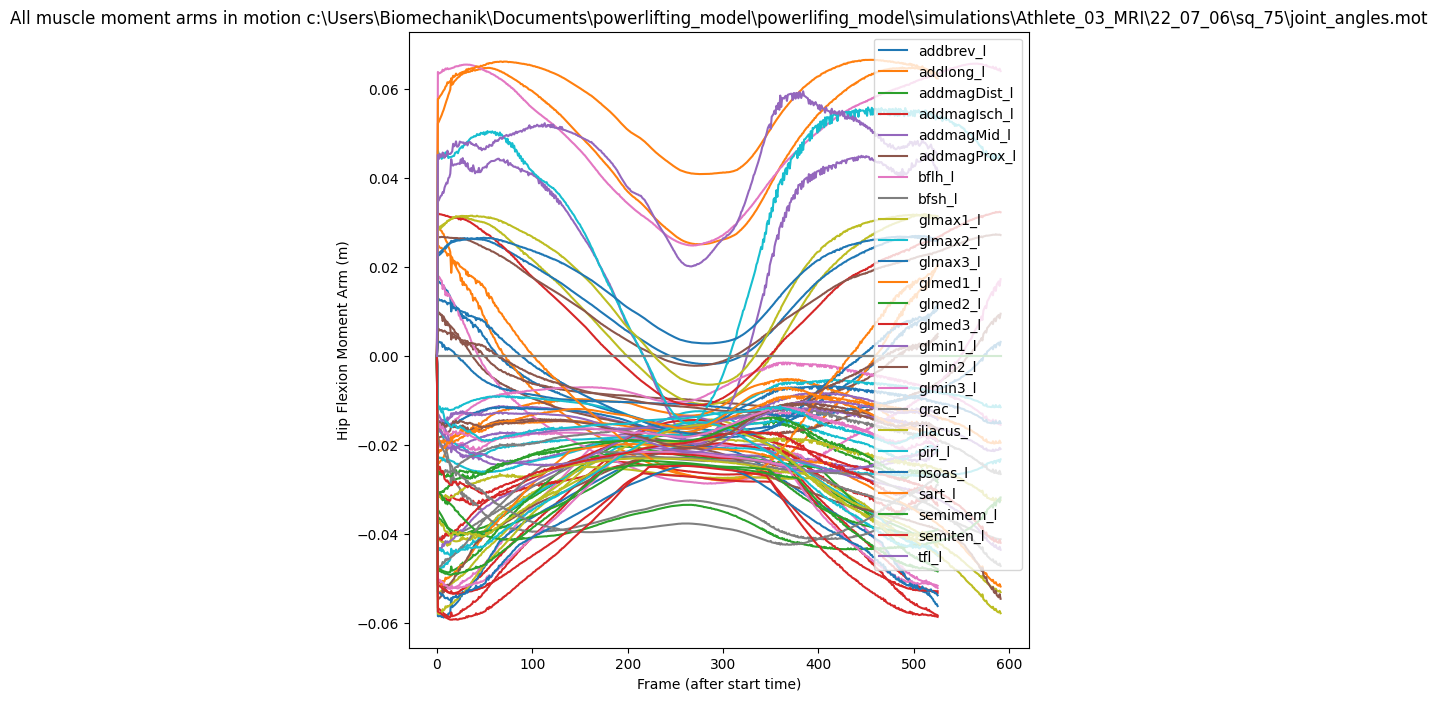 All muscle moment arms in motion c:\Users\Biomechanik\Documents\powerlifting_model\powerlifing_model\simulations\Athlete_03_MRI\22_07_06\sq_75\joint_angles.mot
addbrev_l
addlong_l
addmagDist_l
addmagIsch_l
addmagMid_l
addmagProx_l
bflh_l
bfsh_l
glmax1_l
glmax2_l
glmax3_l
glmed1_l
glmed2_l
glmed3_l
glmin1_l
glmin2_l
glmin3_l
grac_l
iliacus_l
piri_l
psoas_l
sart_l
semimem_l
semiten_l
tfl_l
Hip Flexion Moment Arm (m)
0.06
0.04
0.02
0.00
−0.02
−0.04
−0.06
0 100 200 300 400 500 600
Frame (after start time)